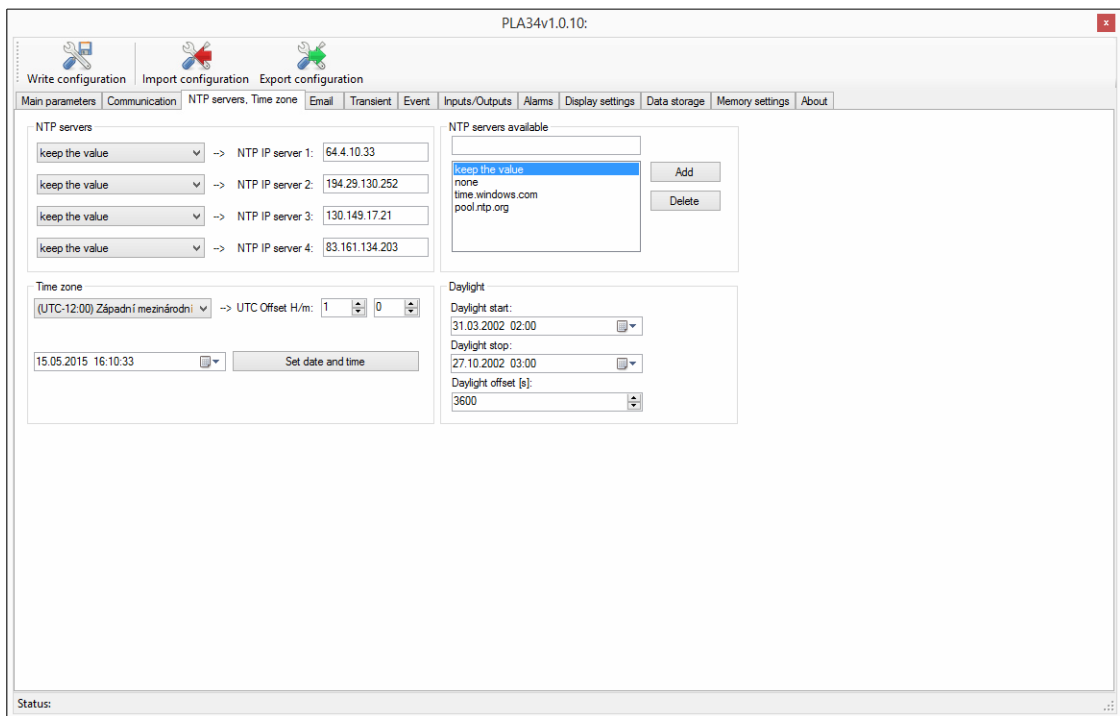 PLA34v1.0.10:
x
Write configuration Import configuration Export configuration
Main parameters Communication NTP servers, Time zone Email Transient Event Inputs/Outputs Alarms Display settings Data storage Memory settings About
NTP servers
keep the value --> NTP IP server 1: 64.4.10.33
keep the value --> NTP IP server 2: 194.29.130.252
keep the value --> NTP IP server 3: 130.149.17.21
keep the value --> NTP IP server 4: 83.161.134.203
NTP servers available
keep the value
none
time.windows.com
pool.ntp.org
Add
Delete
Time zone
(UTC-12:00) Západní mezinárodní --> UTC Offset H/m: 1 0
15.05.2015 16:10:33 Set date and time
Daylight
Daylight start:
31.03.2002 02:00
Daylight stop:
27.10.2002 03:00
Daylight offset [s]:
3600
Status: